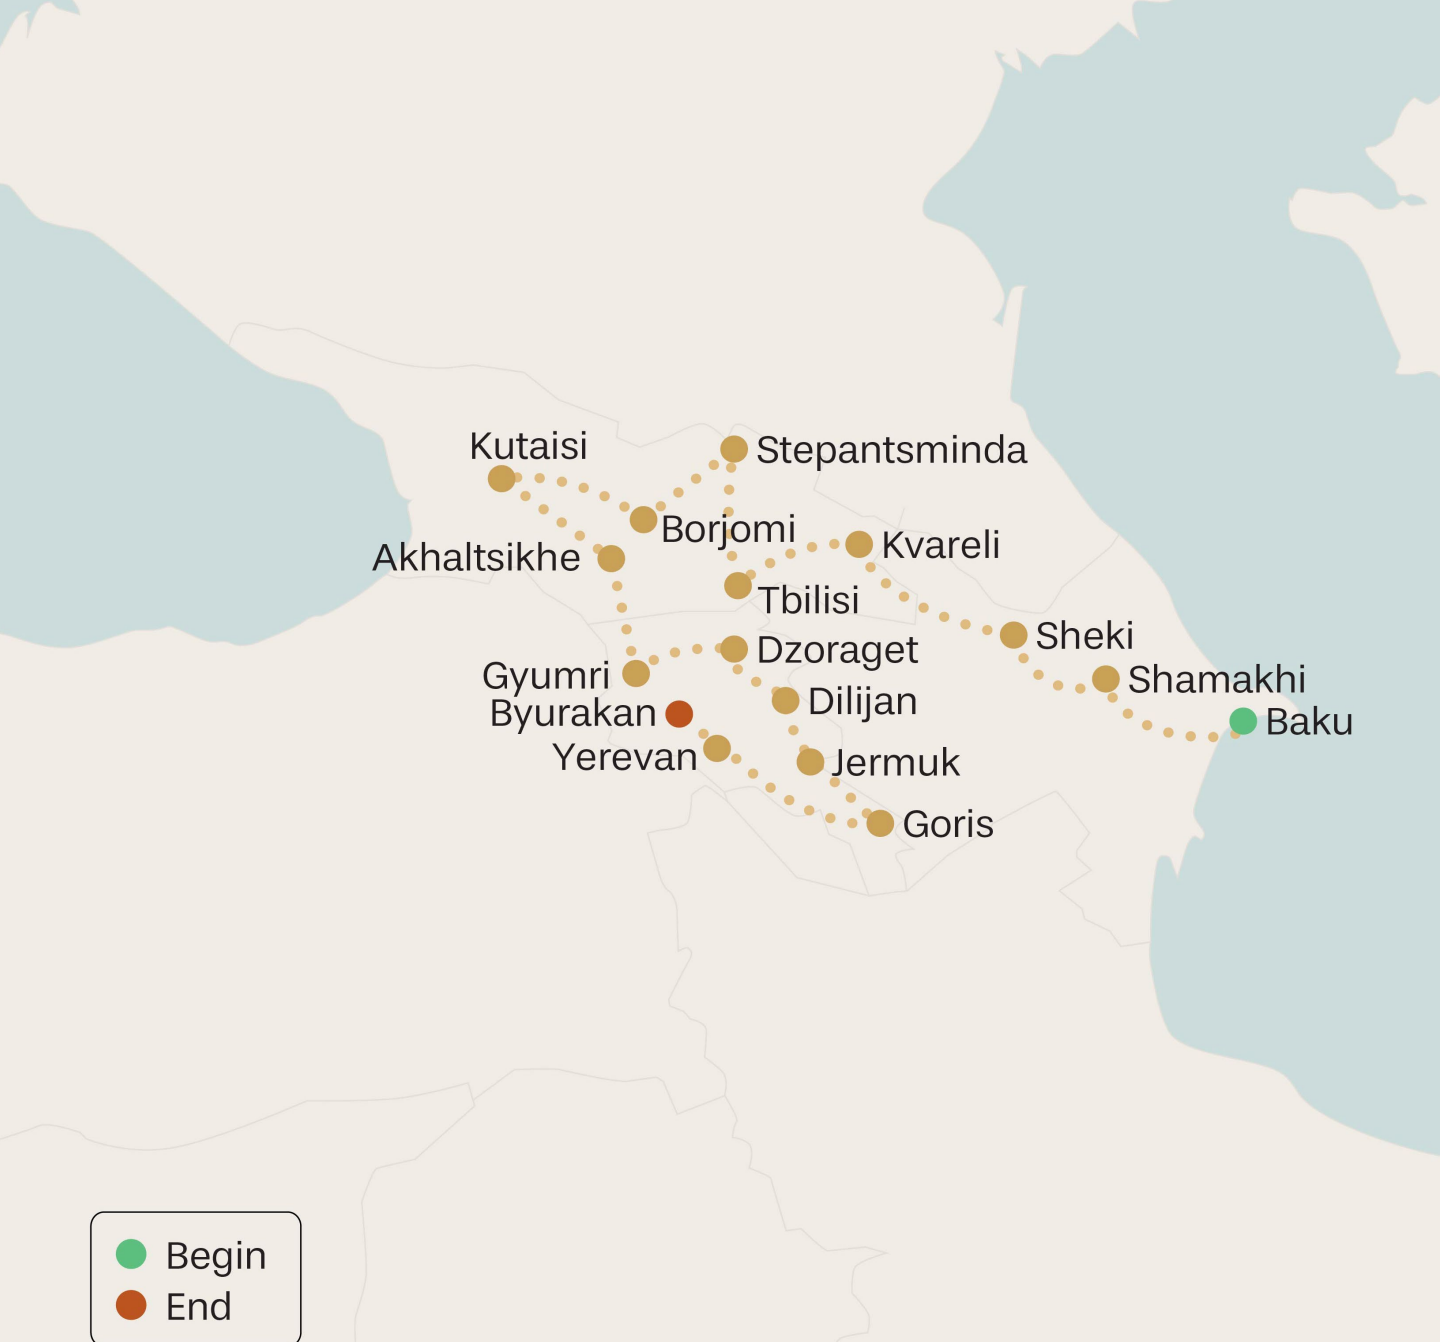 Kutaisi
Stepantsminda
Borjomi
Kvareli
Akhaltsikhe
Tbilisi
Sheki
Dzoraget
Gyumri
Shamakhi
Dilijan
Byurakan
Baku
Yerevan
Jermuk
Goris
Begin
End